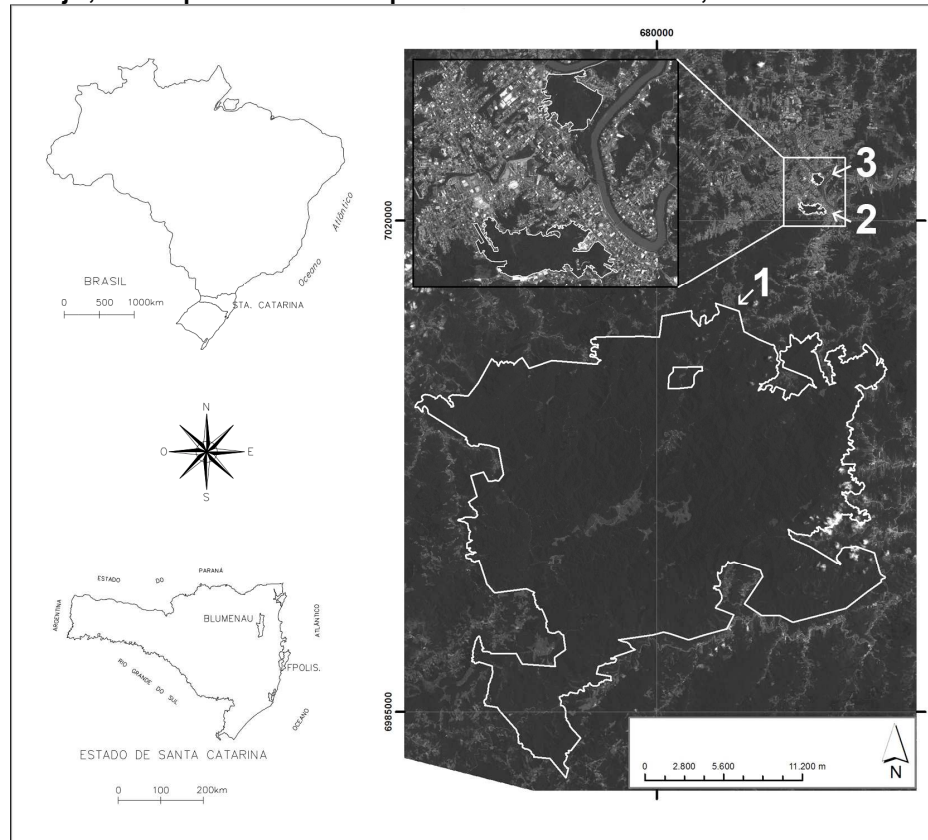 BRASIL
0 500 1000km
STA. CATARINA
Oceano
Atlântico
N
O E
S
ESTADO DO PARANÁ
ARGENTINA
BLUMENAU
ATLÂNTICO
FPOLIS.
RIO GRANDE DO SUL
OCEANO
ESTADO DE SANTA CATARINA
0 100 200km
680000
7020000
6985000
3
2
1
0 2.800 5.600 11.200 m
N